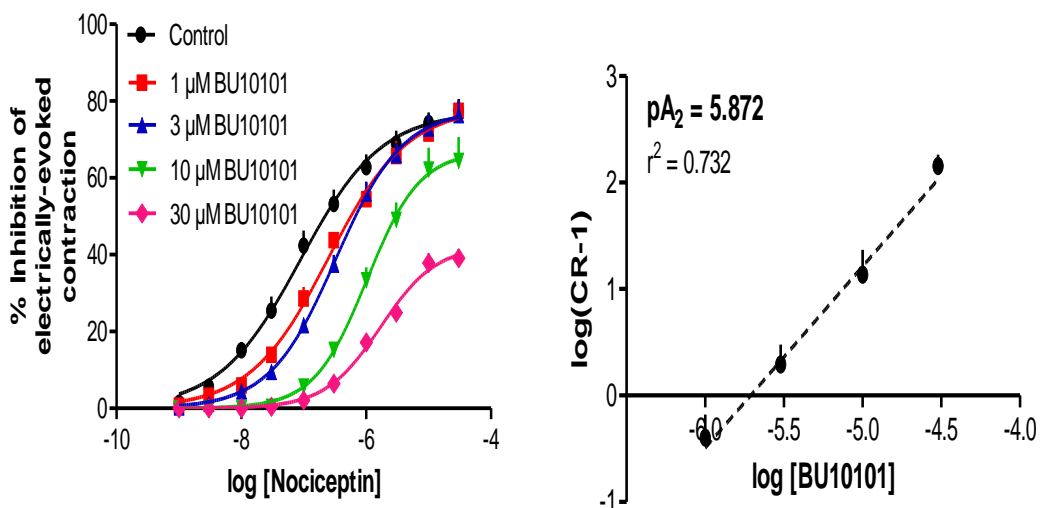 100
80
60
40
20
0
-10
-8
-6
-4
% Inhibition of
electrically-evoked
contraction
log [Nociceptin]
Control
1 µM BU10101
3 µM BU10101
10 µM BU10101
30 µM BU10101
3
2
1
0
-1
-6.0
-5.5
-5.0
-4.5
-4.0
log(CR-1)
log [BU10101]
pA2 = 5.872
r2 = 0.732